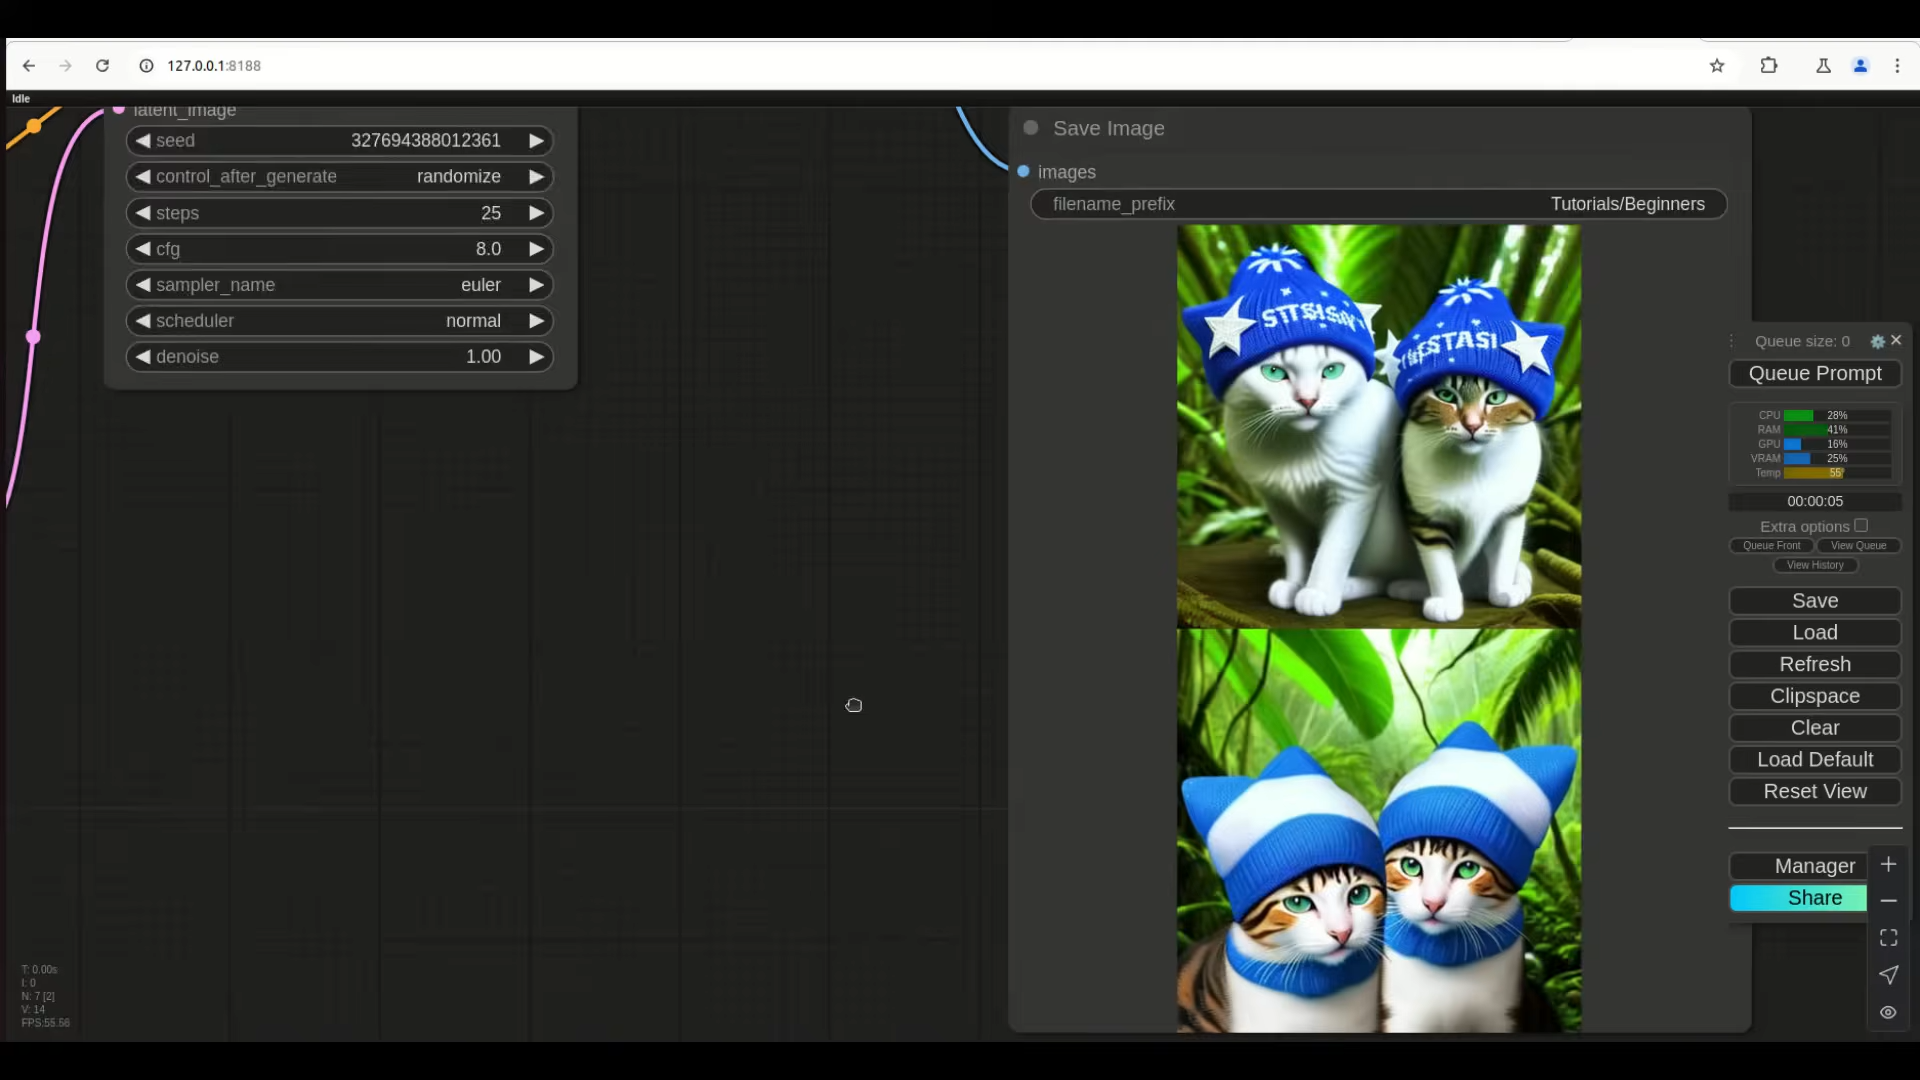 127.0.0.1:8188
Idle
latent_image
seed 327694388012361
control_after_generate randomize
steps 25
cfg 8.0
sampler_name euler
scheduler normal
denoise 1.00
Save Image
images
filename_prefix Tutorials/Beginners
Queue size: 0
Queue Prompt
CPU 28%
RAM 41%
GPU 16%
VRAM 25%
Temp 55°
00:00:05
Extra options
Queue Front View Queue
View History
Save
Load
Refresh
Clipspace
Clear
Load Default
Reset View
Manager
Share
T: 0.00s
I: 0
N: 7 [2]
V: 14
FPS:55.56